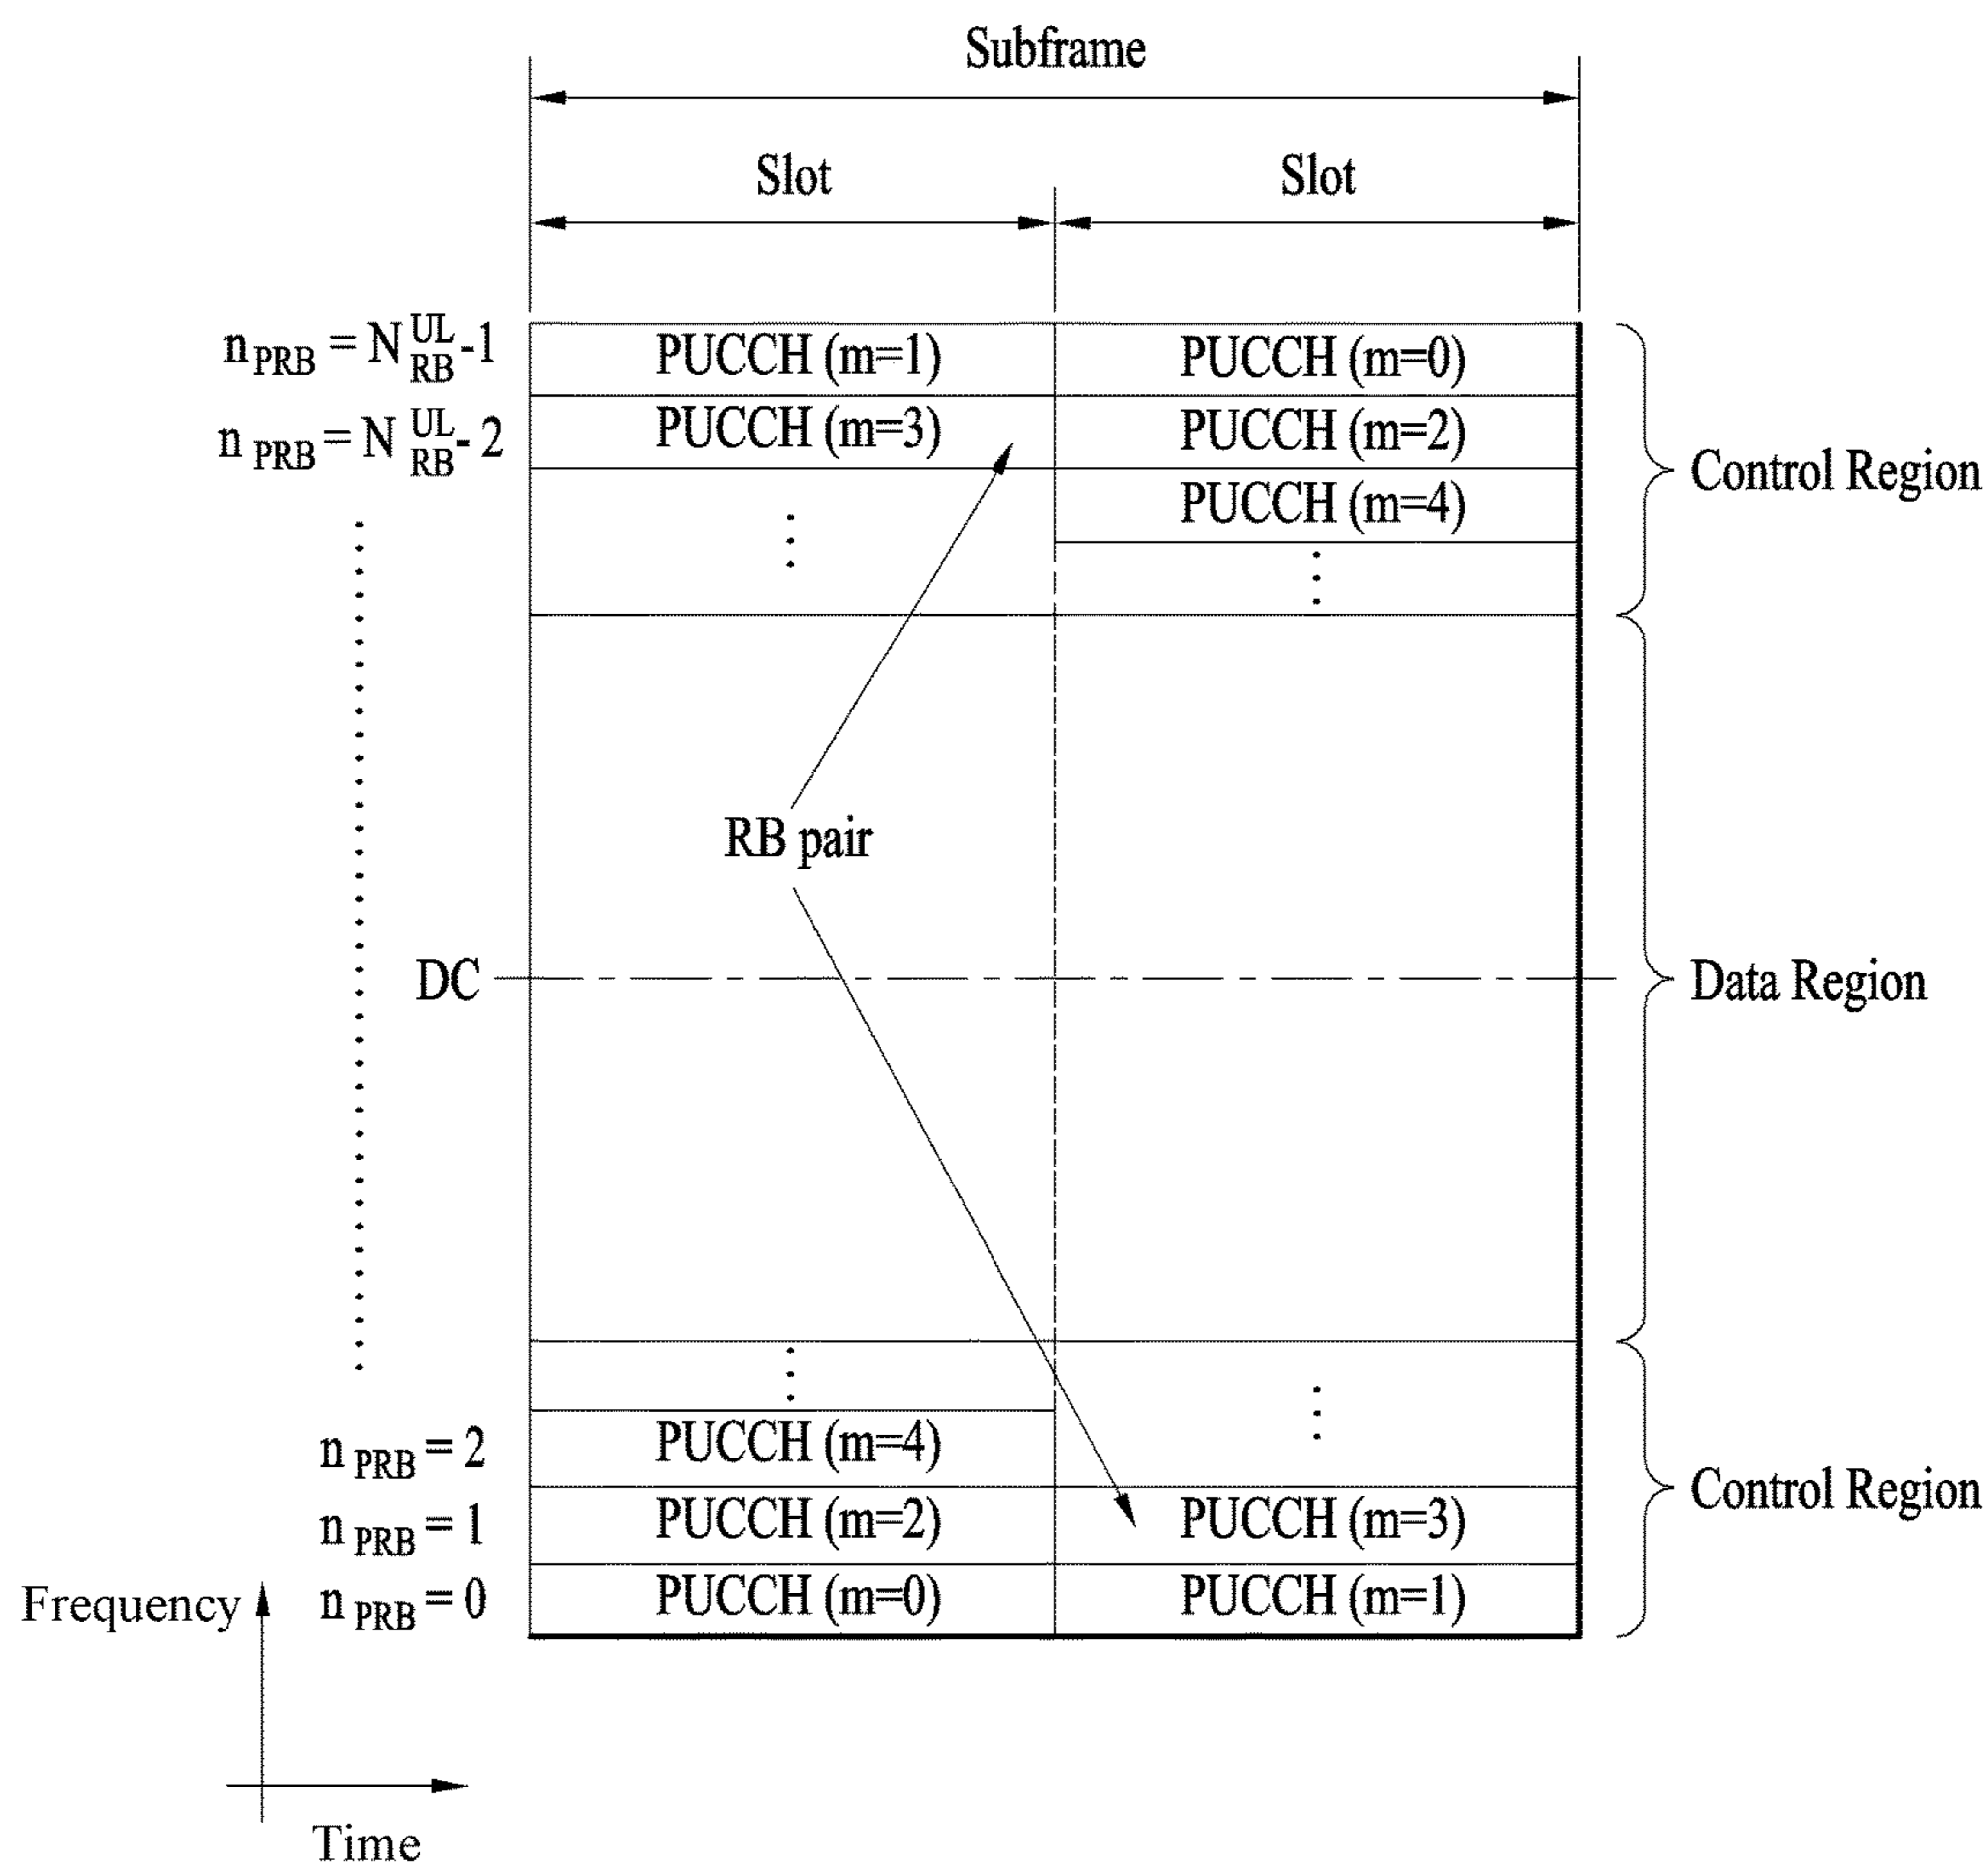 Subframe
Slot Slot
n PRB = N UL RB -1 PUCCH (m=1) PUCCH (m=0)
n PRB = N UL RB - 2 PUCCH (m=3) PUCCH (m=2)
Control Region
PUCCH (m=4)
RB pair
DC Data Region
n PRB = 2 PUCCH (m=4)
Control Region
n PRB = 1 PUCCH (m=2) PUCCH (m=3)
Frequency n PRB = 0 PUCCH (m=0) PUCCH (m=1)
Time